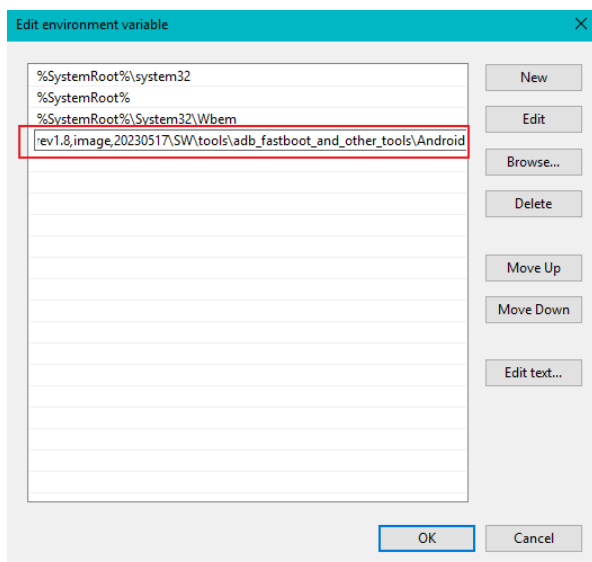 Edit environment variable
%SystemRoot%\system32
%SystemRoot%
%SystemRoot%\System32\Wbem
rev1.8,image,20230517\SW\tools\adb_fastboot_and_other_tools\Android
New
Edit
Browse...
Delete
Move Up
Move Down
Edit text...
OK
Cancel